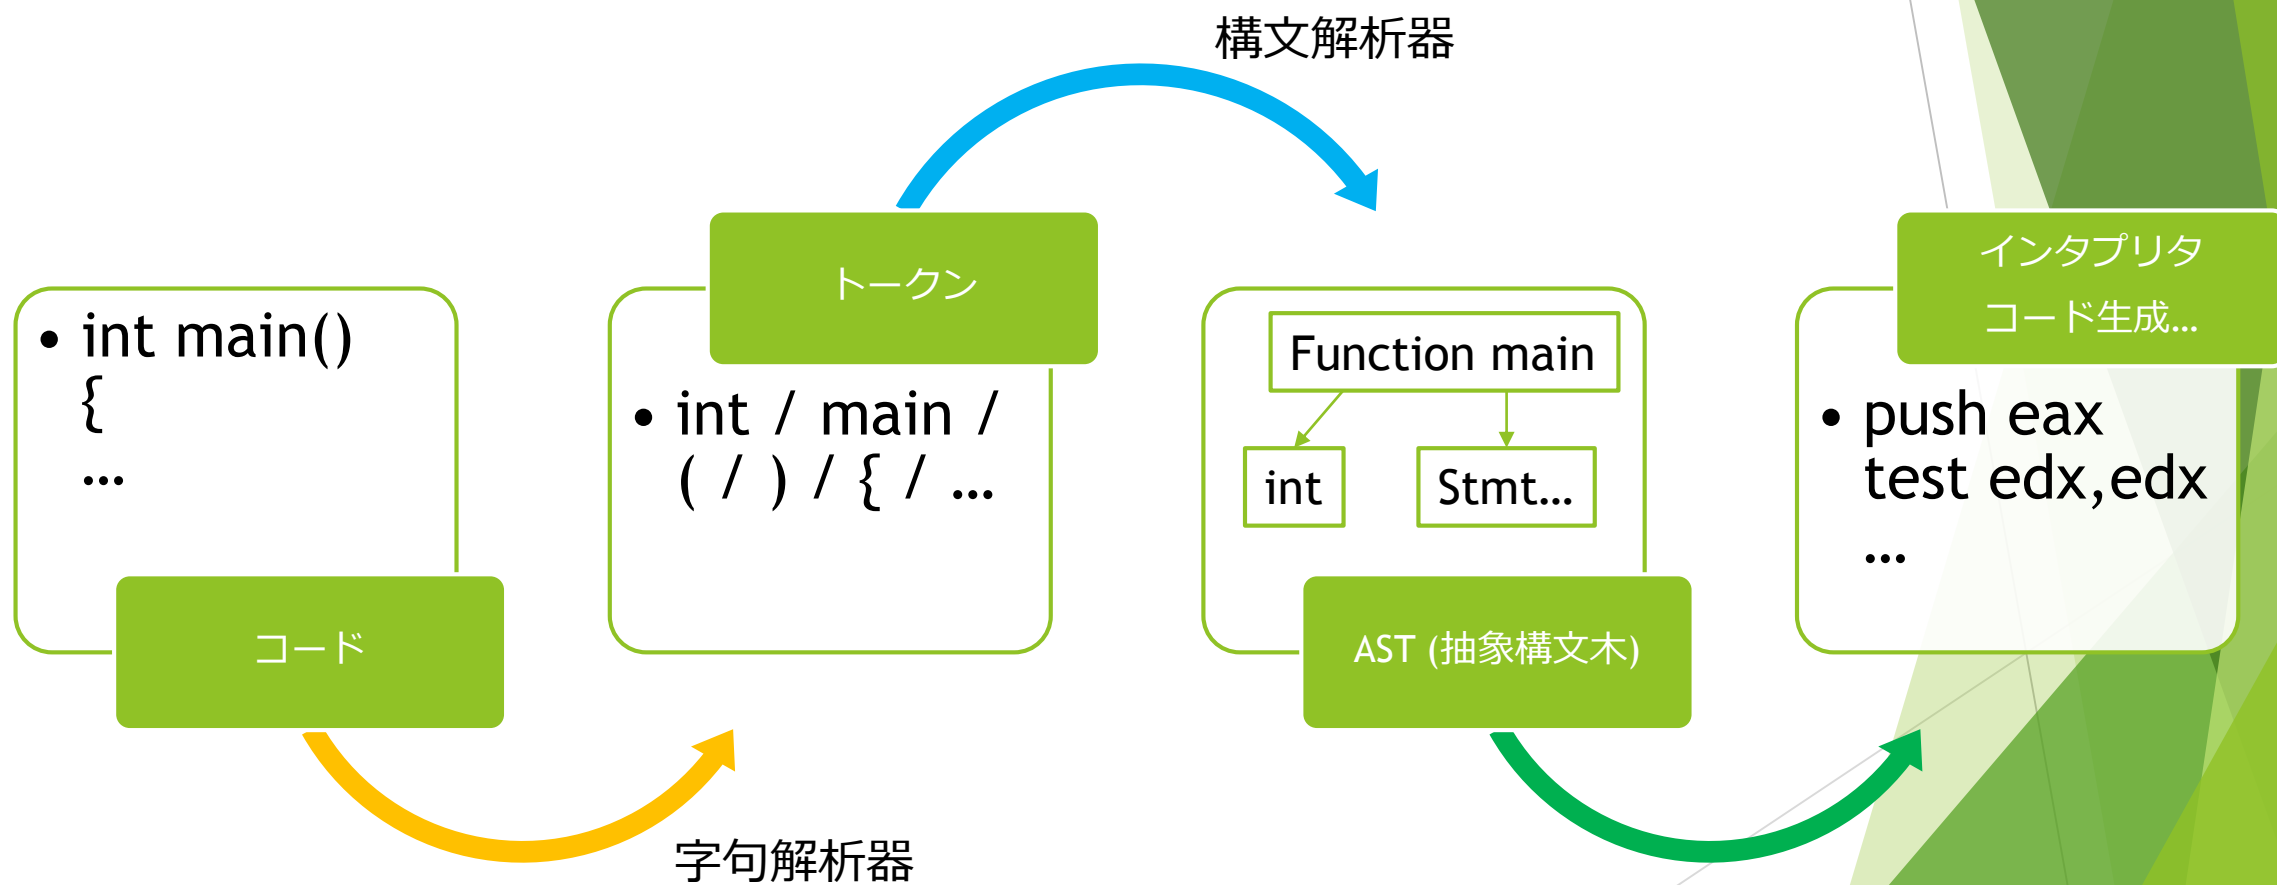 構文解析器
• int main()
{
…
コード
字句解析器
トークン
• int / main /
( / ) / { / …
Function main
int
Stmt…
AST (抽象構文木)
インタプリタ
コード生成…
• push eax
test edx,edx
…